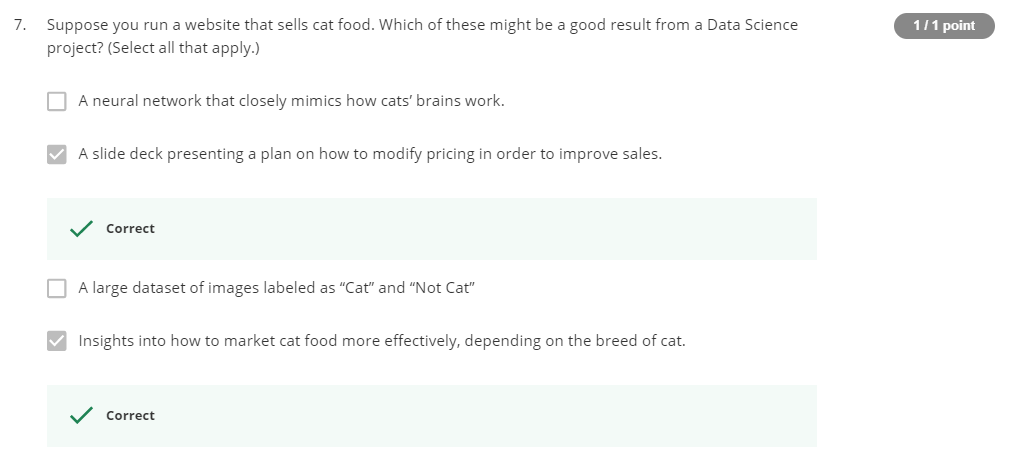 7. Suppose you run a website that sells cat food. Which of these might be a good result from a Data Science
1 / 1 point
project? (Select all that apply.)
A neural network that closely mimics how cats’ brains work.
A slide deck presenting a plan on how to modify pricing in order to improve sales.
Correct
A large dataset of images labeled as “Cat” and “Not Cat”
Insights into how to market cat food more effectively, depending on the breed of cat.
Correct